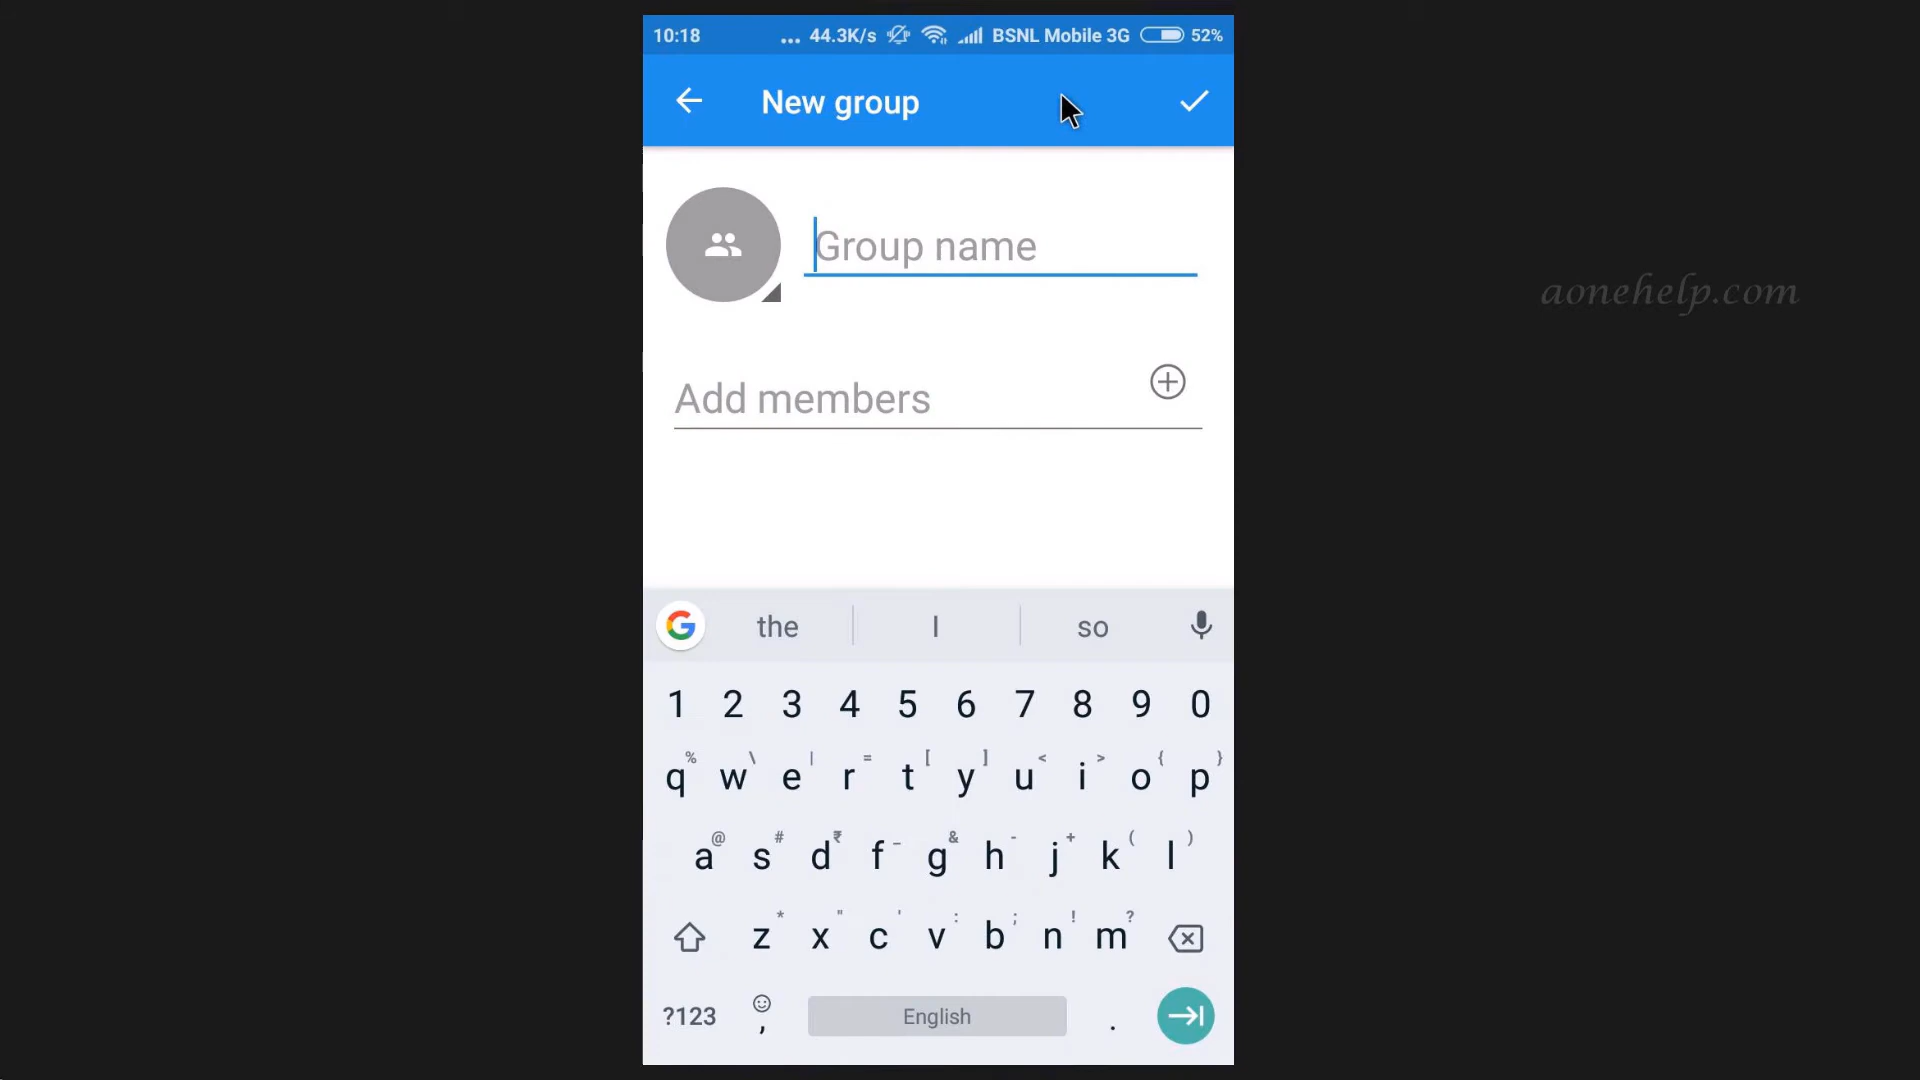 10:18 ... 44.3K/s BSNL Mobile 3G 52%
New group
Group name
aonehelp.com
Add members
G the I so
1 2 3 4 5 6 7 8 9 0
% \ | = [ ] < > { }
q w e r t y u i o p
@ # ₹ _ & - + ( )
a s d f g h j k l
* " ' : ; ! ?
z x c v b n m
?123 , English .